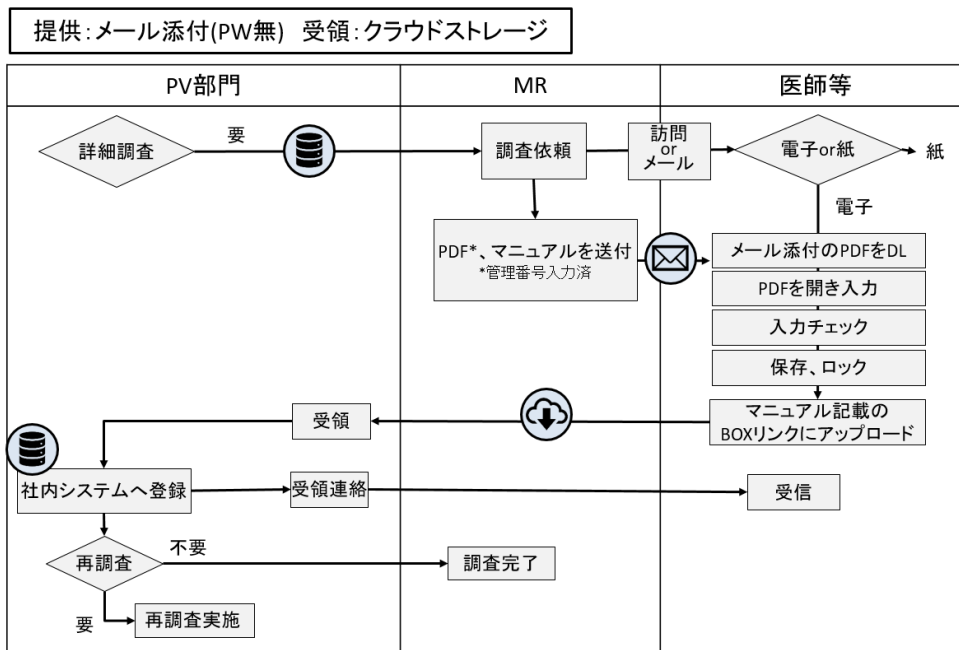 提供:メール添付(PW無) 受領:クラウドストレージ
PV部門
MR
医師等
詳細調査
要
調査依頼
訪問
or
メール
電子or紙
紙
電子
PDF*、マニュアルを送付
*管理番号入力済
メール添付のPDFをDL
PDFを開き入力
入力チェック
保存、ロック
マニュアル記載の
BOXリンクにアップロード
受領
社内システムへ登録
受領連絡
受信
再調査
不要
調査完了
要
再調査実施